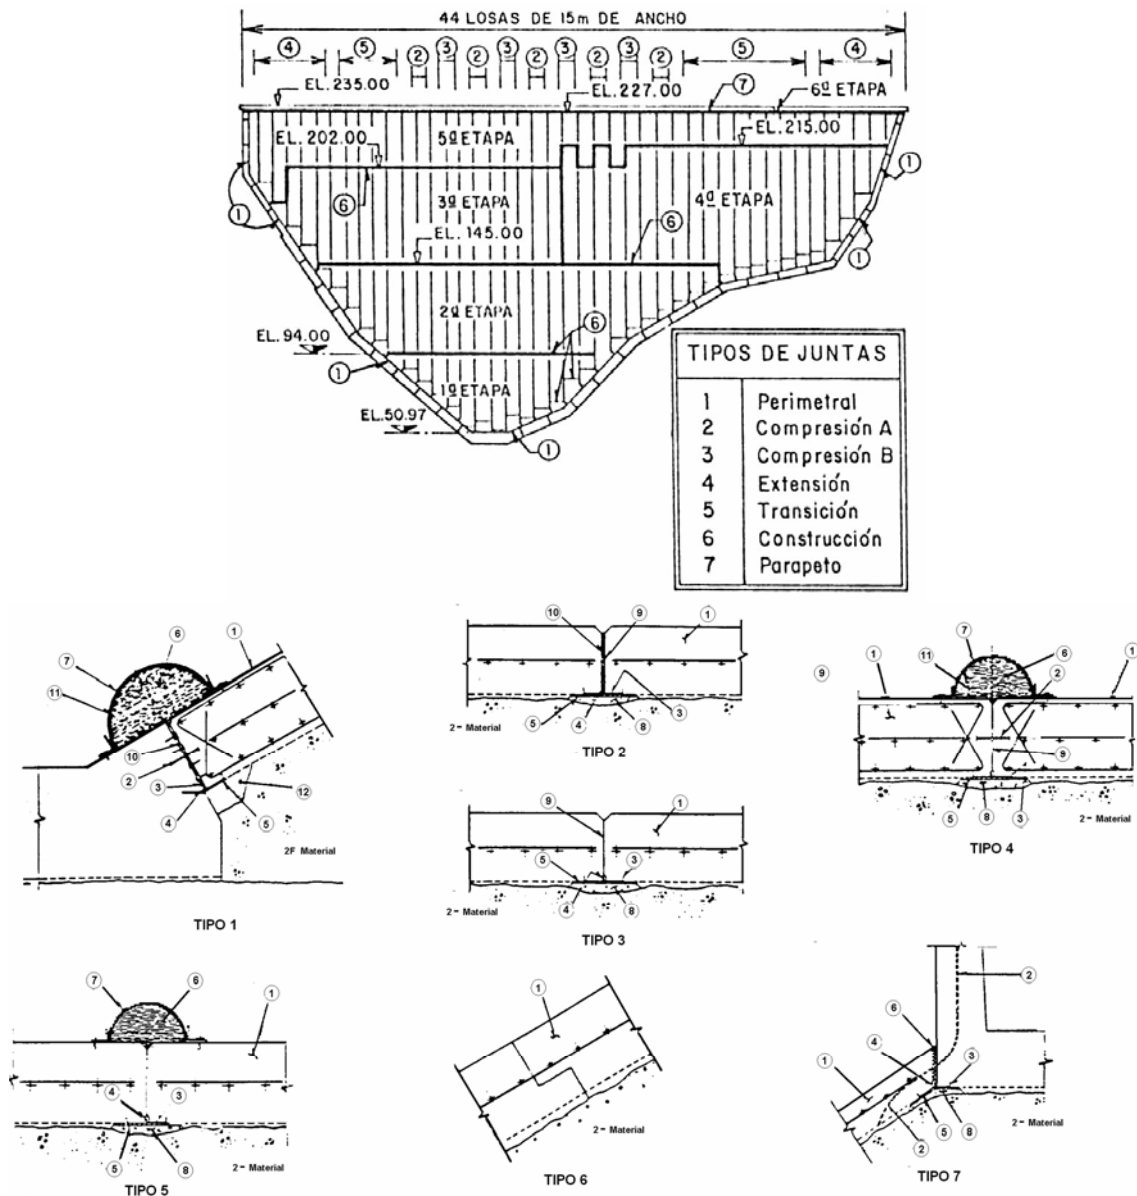 44 LOSAS DE 15m DE ANCHO
4 5 2 3 2 3 2 3 2 3 2 5 4
EL. 235.00 EL. 227.00 7 6ª ETAPA
EL. 202.00 5ª ETAPA EL. 215.00
1
6 3ª ETAPA 4ª ETAPA
1 EL. 145.00 6
1
2ª ETAPA
EL. 94.00 6
1 1ª ETAPA
EL. 50.97
1
TIPOS DE JUNTAS
1 Perimetral
2 Compresión A
3 Compresión B
4 Extensión
5 Transición
6 Construcción
7 Parapeto
6 1
7
11
10
2
3 12
4 5
2F Material
TIPO 1
10 9 1
5 4 8 3
2- Material
TIPO 2
9 1
5 3
4 8
2- Material
TIPO 3
7
9 1 11 6 2 1
9
5 8 3
2- Material
TIPO 4
7 6 1
4 3
5 8
2- Material
TIPO 5
1
2- Material
TIPO 6
2
6
4 3
1
5 8
2
2- Material
TIPO 7